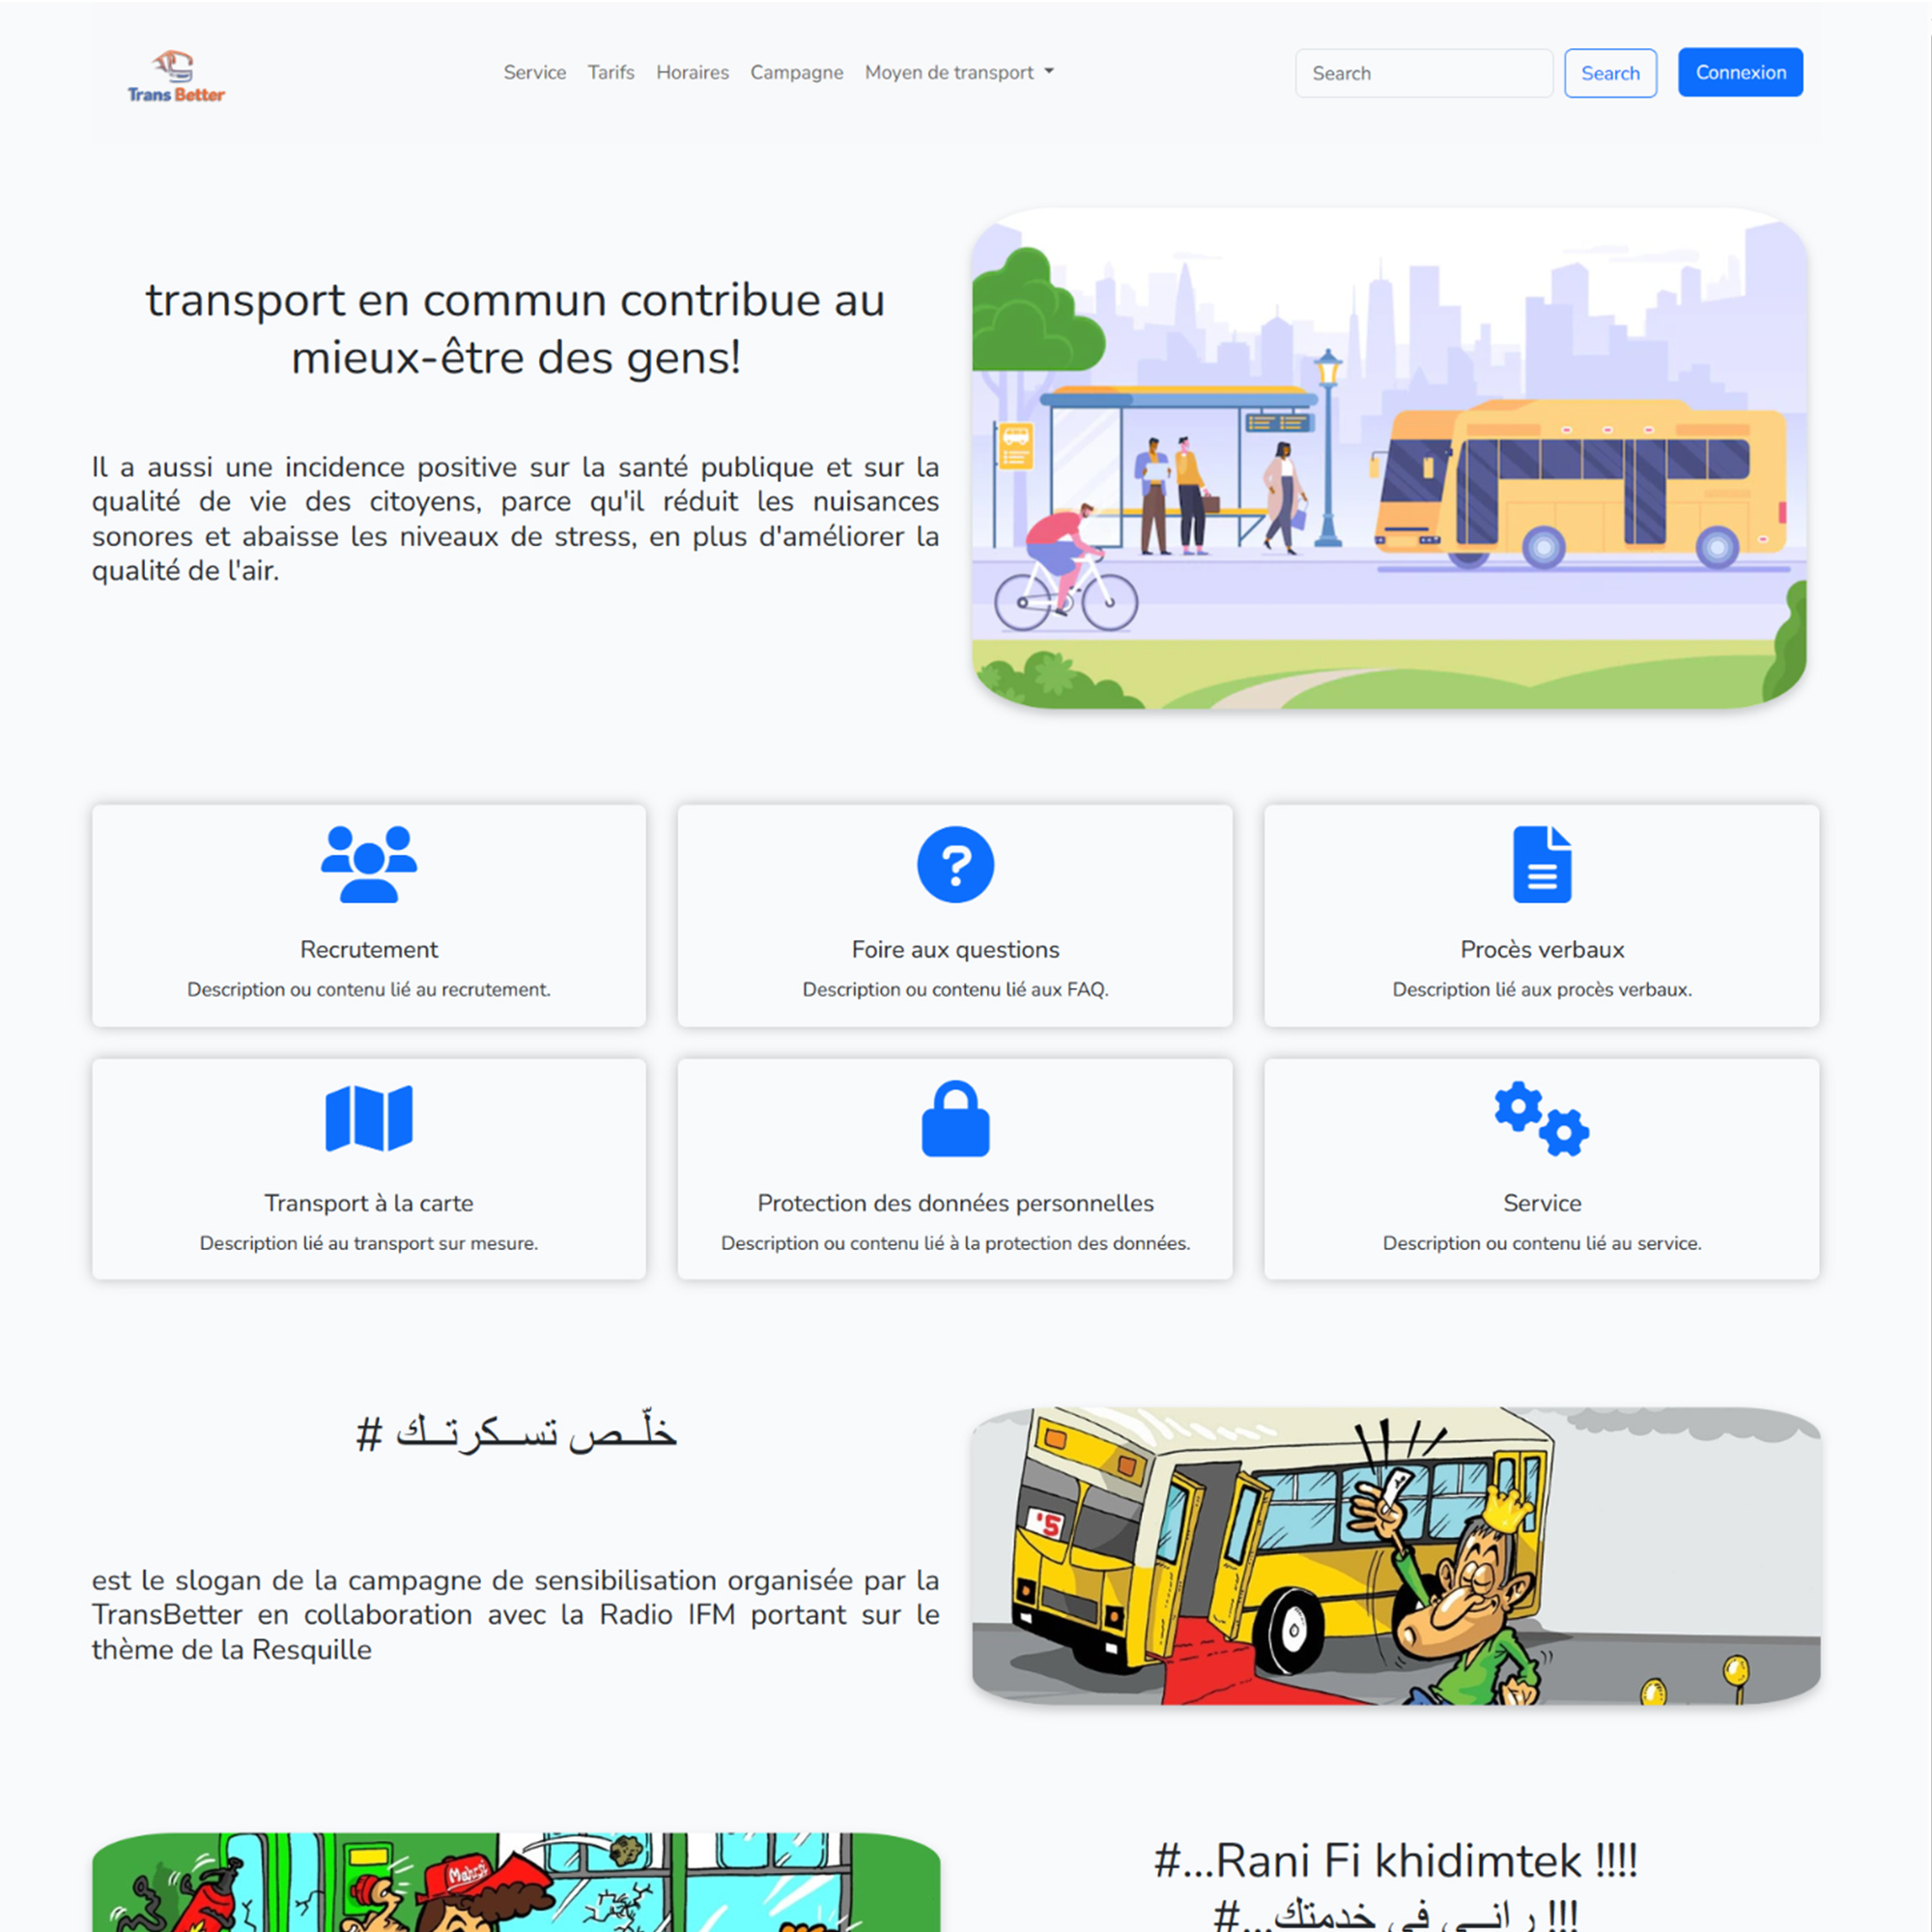 Trans Better
Service Tarifs Horaires Campagne Moyen de transport
Search Search Connexion
transport en commun contribue au
mieux-être des gens!
Il a aussi une incidence positive sur la santé publique et sur la
qualité de vie des citoyens, parce qu'il réduit les nuisances
sonores et abaisse les niveaux de stress, en plus d'améliorer la
qualité de l'air.
Recrutement
Description ou contenu lié au recrutement.
Foire aux questions
Description ou contenu lié aux FAQ.
Procès verbaux
Description lié aux procès verbaux.
Transport à la carte
Description lié au transport sur mesure.
Protection des données personnelles
Description ou contenu lié à la protection des données.
Service
Description ou contenu lié au service.
خلّــص تســكرتــك #
'5
est le slogan de la campagne de sensibilisation organisée par la
TransBetter en collaboration avec la Radio IFM portant sur le
thème de la Resquille
#...Rani Fi khidimtek !!!!
!!! رانــي في خدمتك...#